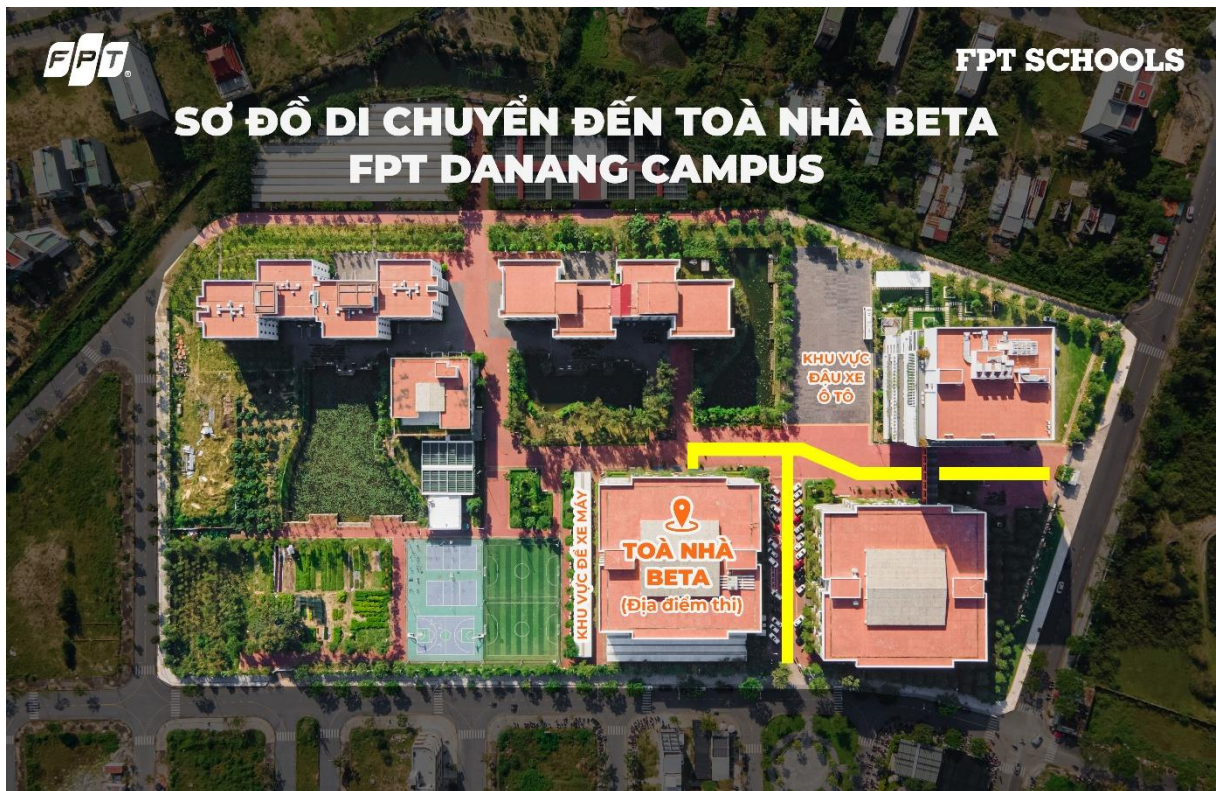 FPT
FPT SCHOOLS
SƠ ĐỒ DI CHUYỂN ĐẾN TOÀ NHÀ BETA
FPT DANANG CAMPUS
KHU VỰC
ĐẬU XE
Ô TÔ
KHU VỰC ĐỂ XE MÁY
TOÀ NHÀ
BETA
(Địa điểm thi)